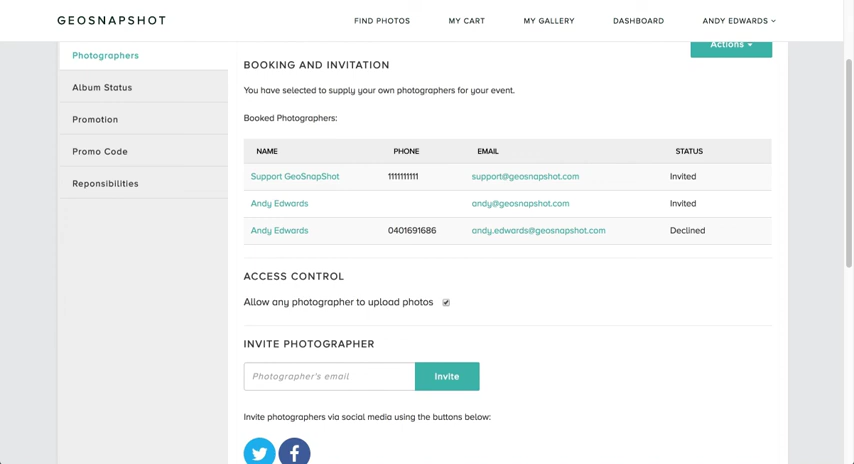 GEOSNAPSHOT
FIND PHOTOS
MY CART
MY GALLERY
DASHBOARD
ANDY EDWARDS
Actions
Photographers
Album Status
Promotion
Promo Code
Reponsibilities
BOOKING AND INVITATION
You have selected to supply your own photographers for your event.
Booked Photographers:
NAME PHONE EMAIL STATUS
Support GeoSnapShot 1111111111 support@geosnapshot.com Invited
Andy Edwards andy@geosnapshot.com Invited
Andy Edwards 0401691686 andy.edwards@geosnapshot.com Declined
ACCESS CONTROL
Allow any photographer to upload photos
INVITE PHOTOGRAPHER
Photographer's email
Invite
Invite photographers via social media using the buttons below: